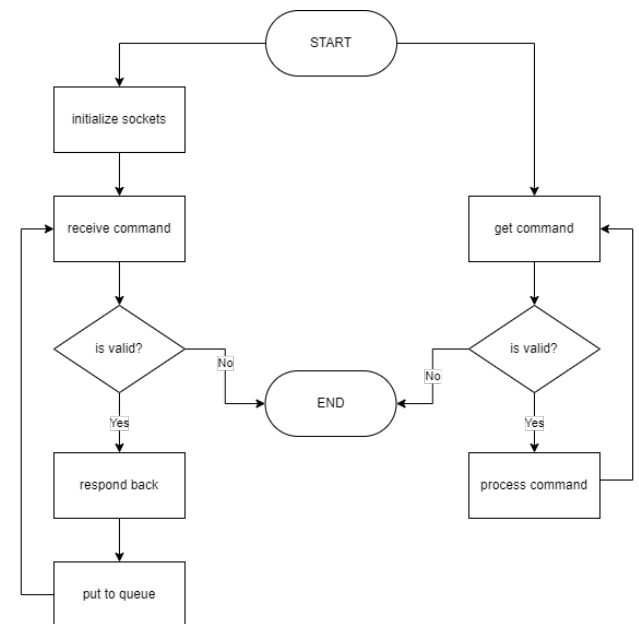 START
initialize sockets
receive command
get command
is valid?
is valid?
No
No
END
Yes
Yes
respond back
process command
put to queue